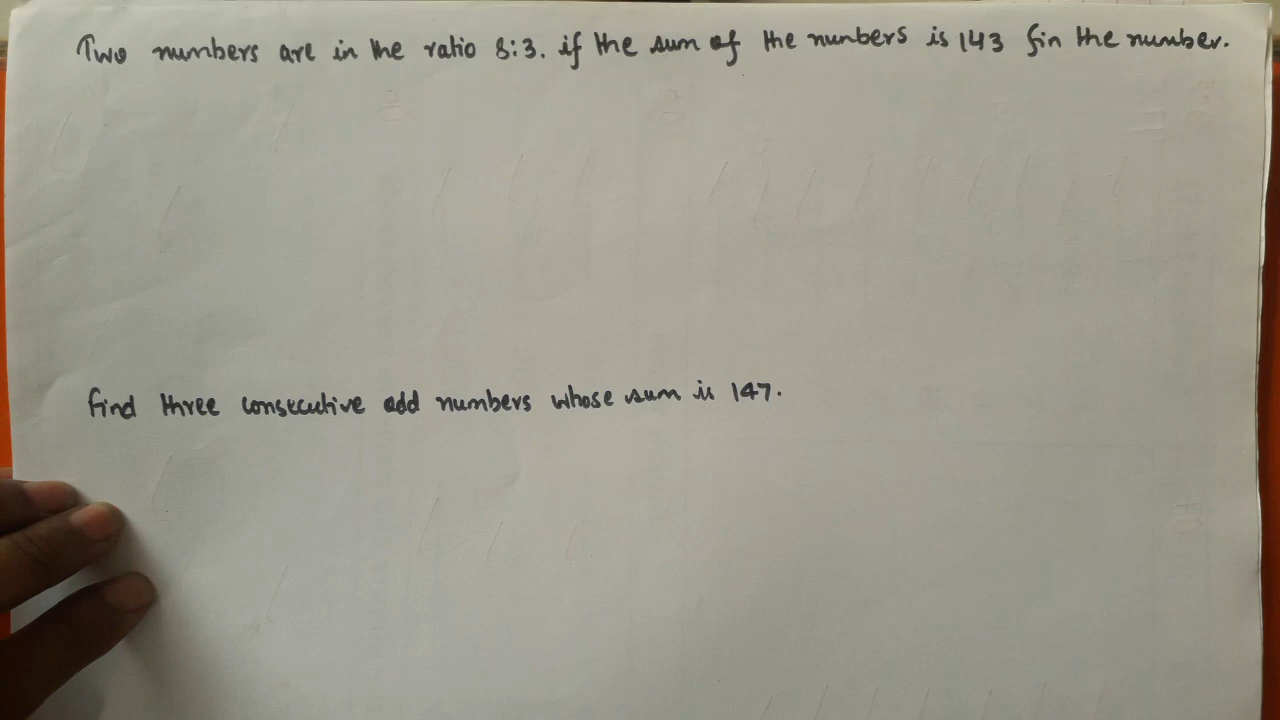 Two numbers are in the ratio 8:3. if the sum of the numbers is 143 fin the number.
find three consecutive odd numbers whose sum is 147.